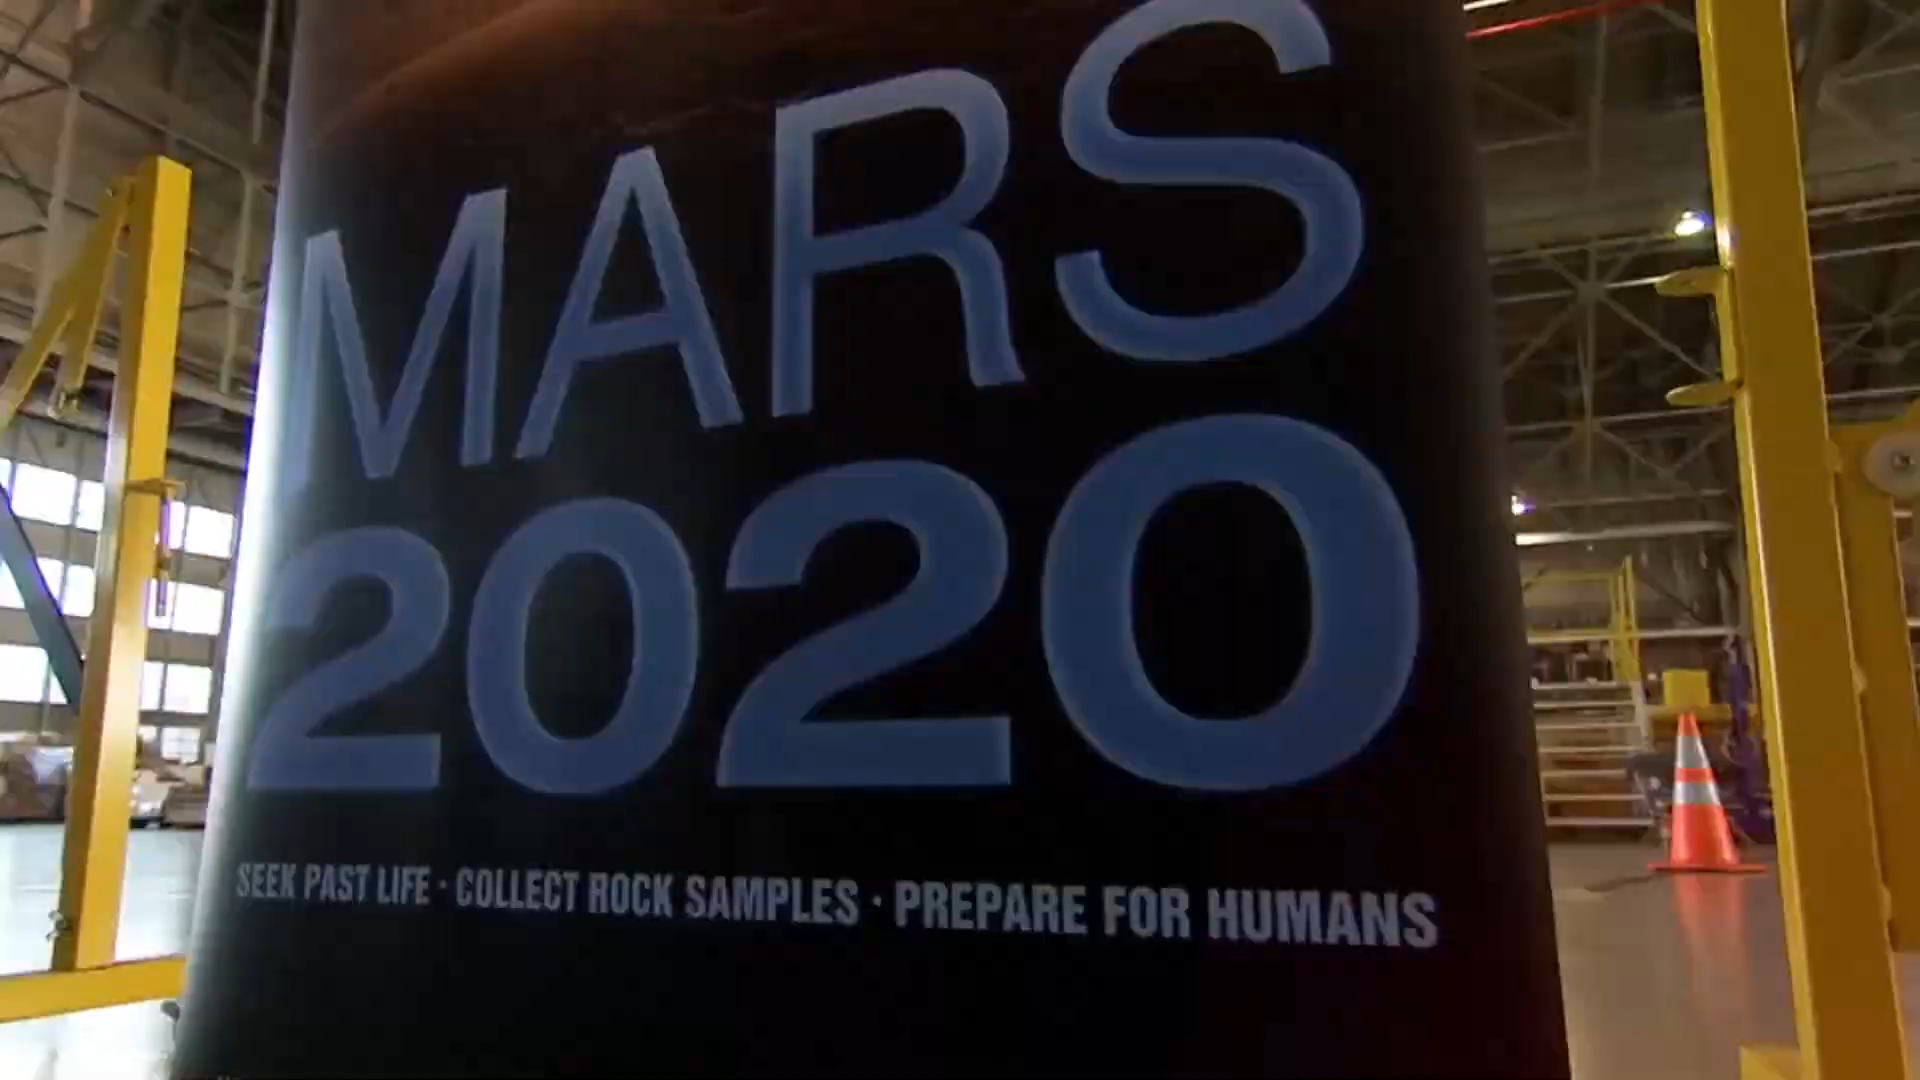 MARS
2020
SEEK PAST LIFE · COLLECT ROCK SAMPLES · PREPARE FOR HUMANS